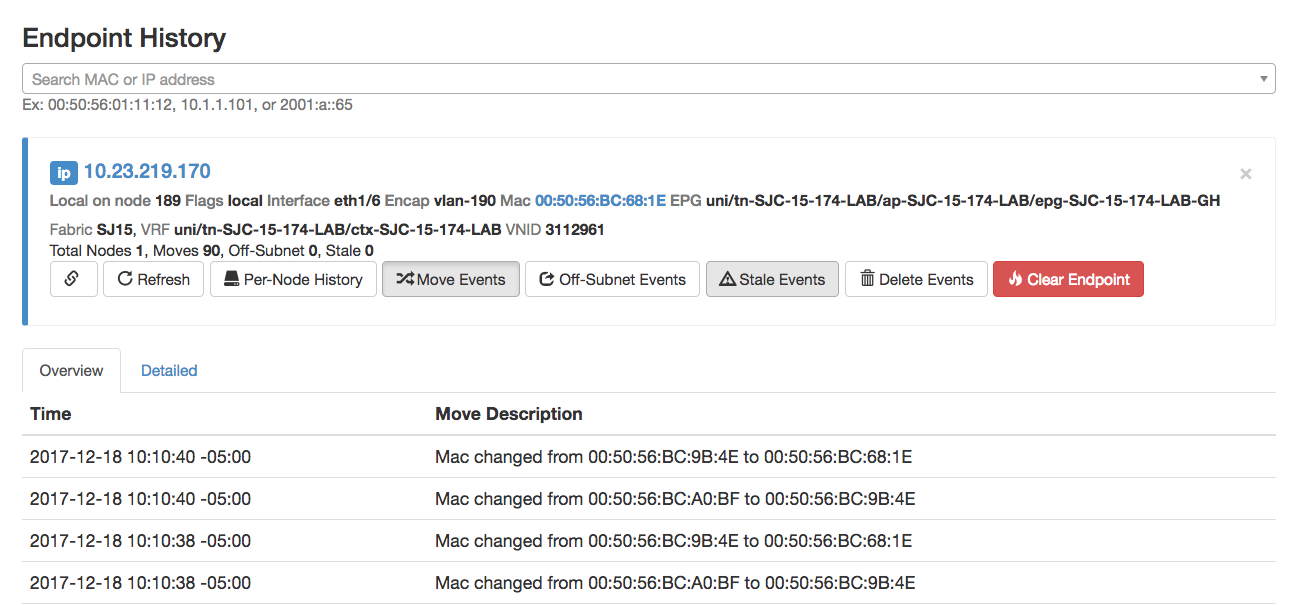 Endpoint History
Search MAC or IP address
Ex: 00:50:56:01:11:12, 10.1.1.101, or 2001:a::65
ip 10.23.219.170
Local on node 189 Flags local Interface eth1/6 Encap vlan-190 Mac 00:50:56:BC:68:1E EPG uni/tn-SJC-15-174-LAB/ap-SJC-15-174-LAB/epg-SJC-15-174-LAB-GH
Fabric SJ15, VRF uni/tn-SJC-15-174-LAB/ctx-SJC-15-174-LAB VNID 3112961
Total Nodes 1, Moves 90, Off-Subnet 0, Stale 0
Refresh Per-Node History Move Events Off-Subnet Events Stale Events Delete Events Clear Endpoint
Overview Detailed
Time Move Description
2017-12-18 10:10:40 -05:00 Mac changed from 00:50:56:BC:9B:4E to 00:50:56:BC:68:1E
2017-12-18 10:10:40 -05:00 Mac changed from 00:50:56:BC:A0:BF to 00:50:56:BC:9B:4E
2017-12-18 10:10:38 -05:00 Mac changed from 00:50:56:BC:9B:4E to 00:50:56:BC:68:1E
2017-12-18 10:10:38 -05:00 Mac changed from 00:50:56:BC:A0:BF to 00:50:56:BC:9B:4E